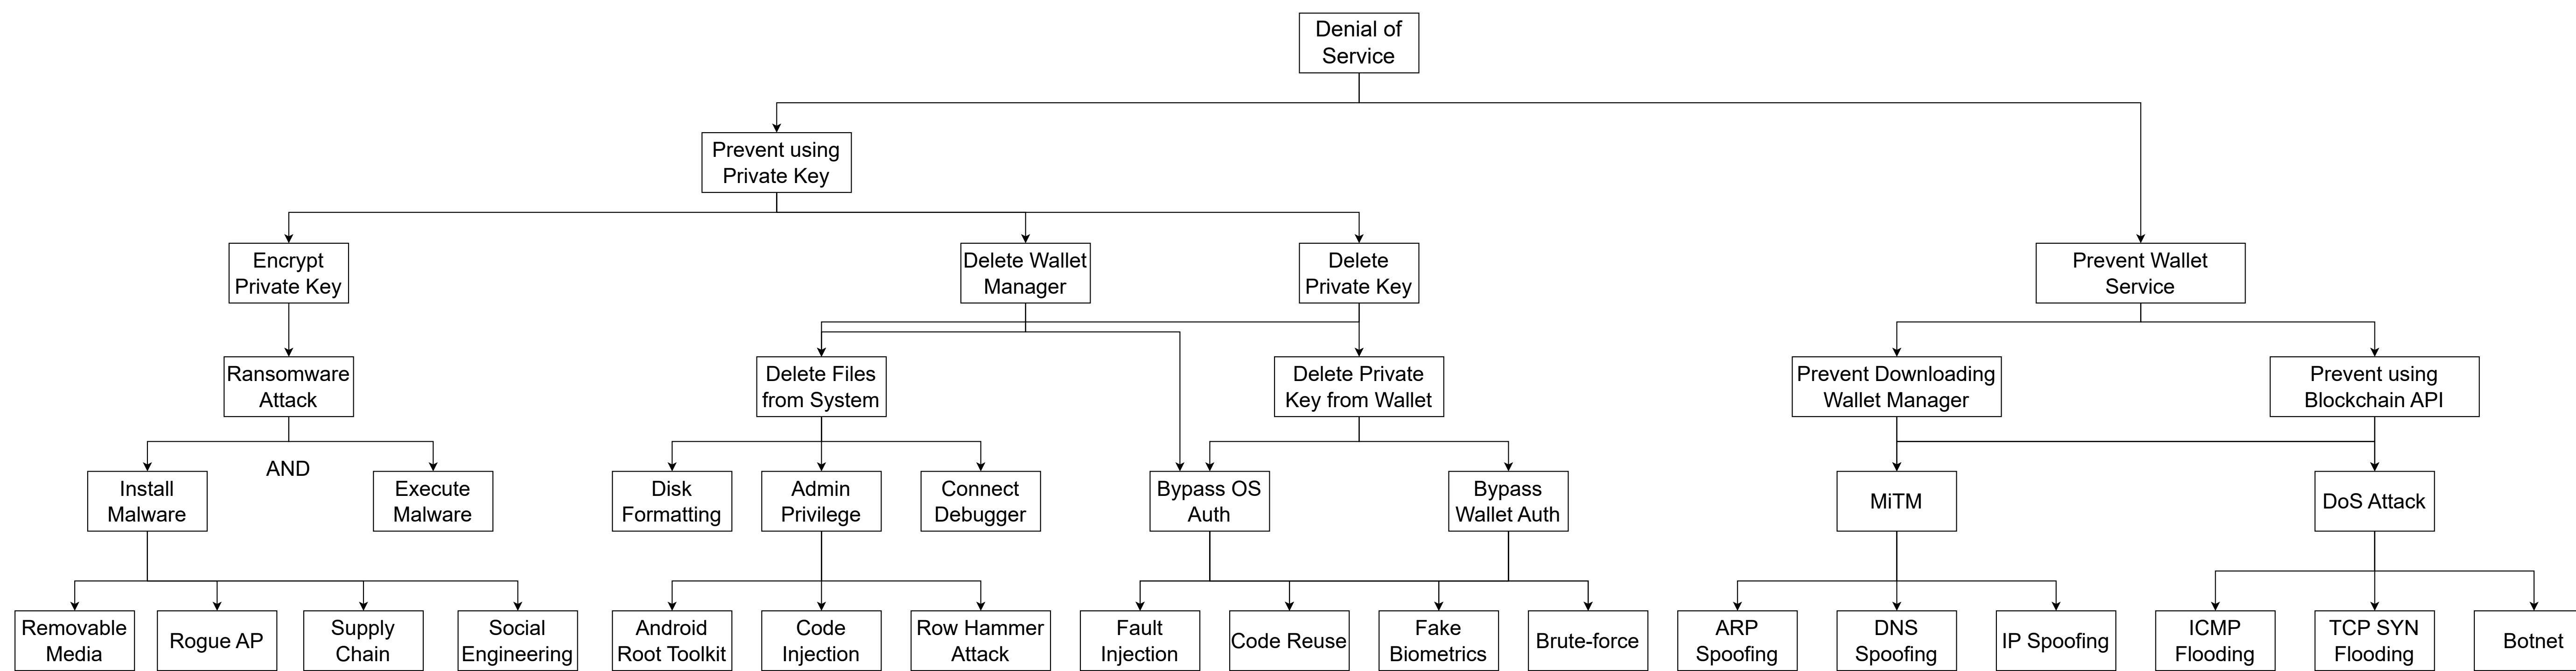 Denial of
Service
Prevent using
Private Key
Encrypt
Private Key
Delete Wallet
Manager
Delete
Private Key
Prevent Wallet
Service
Ransomware
Attack
Delete Files
from System
Delete Private
Key from Wallet
Prevent Downloading
Wallet Manager
Prevent using
Blockchain API
AND
Install
Malware
Execute
Malware
Disk
Formatting
Admin
Privilege
Connect
Debugger
Bypass OS
Auth
Bypass
Wallet Auth
MiTM
DoS Attack
Removable
Media
Rogue AP
Supply
Chain
Social
Engineering
Android
Root Toolkit
Code
Injection
Row Hammer
Attack
Fault
Injection
Code Reuse
Fake
Biometrics
Brute-force
ARP
Spoofing
DNS
Spoofing
IP Spoofing
ICMP
Flooding
TCP SYN
Flooding
Botnet